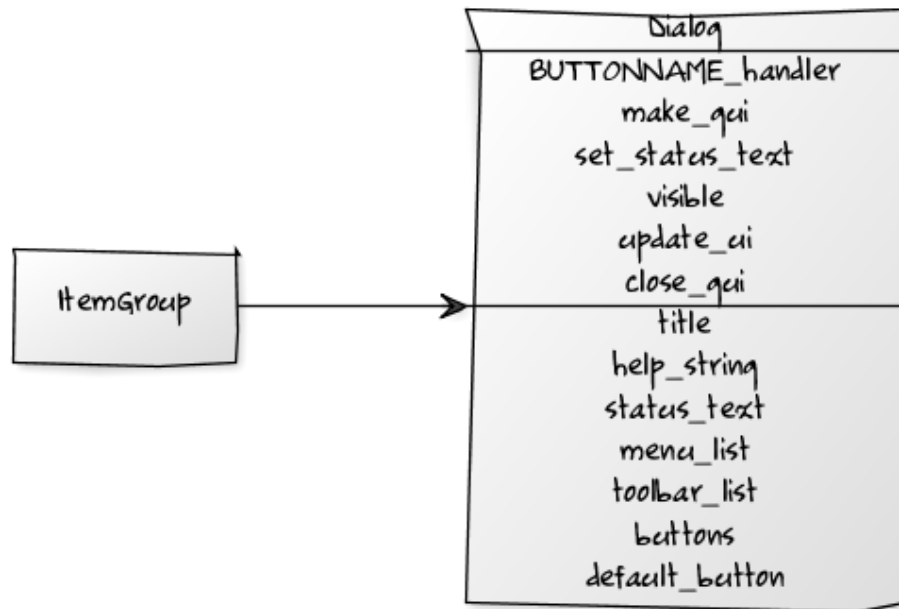 Dialog
BUTTONNAME_handler
make_gui
set_status_text
visible
update_ui
close_gui
ItemGroup
title
help_string
status_text
menu_list
toolbar_list
buttons
default_button